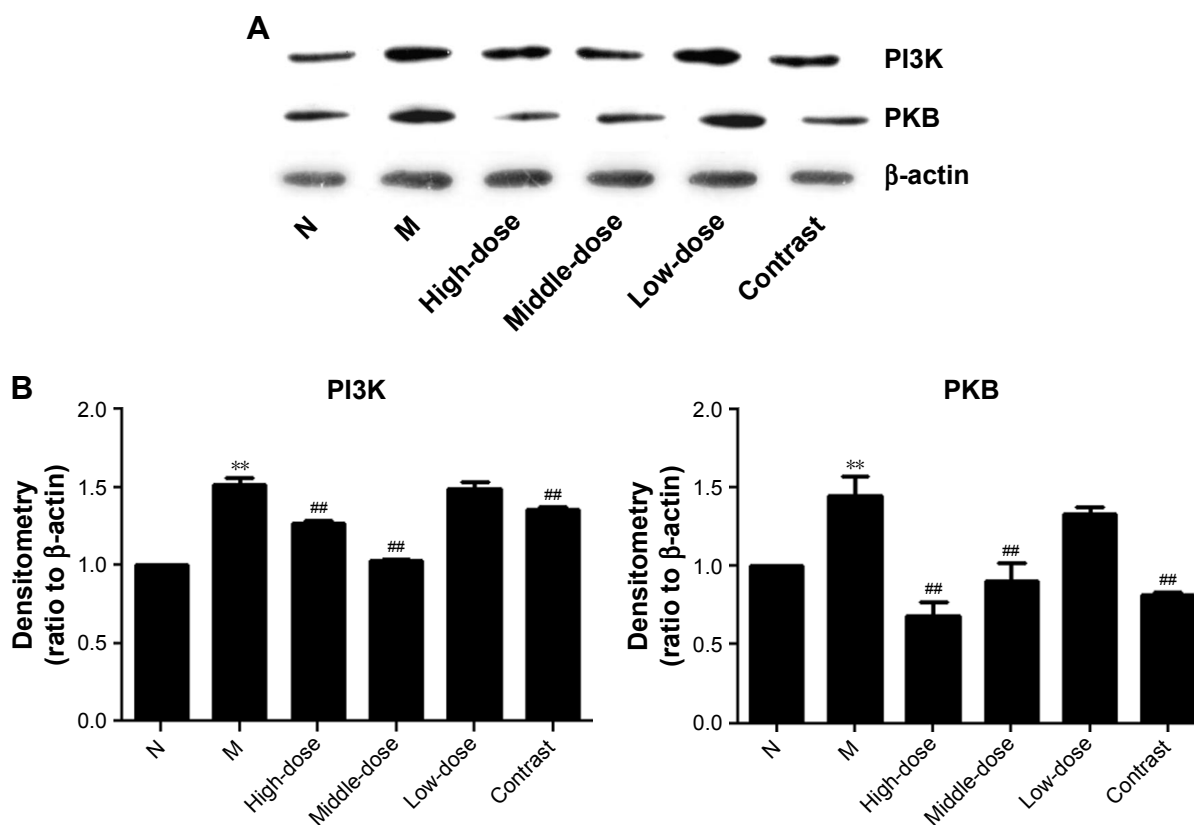 A
PI3K
PKB
β-actin
N
M
High-dose
Middle-dose
Low-dose
Contrast
B
PI3K
Densitometry
(ratio to β-actin)
2.0
1.5
1.0
0.5
0.0
**
##
##
##
N
M
High-dose
Middle-dose
Low-dose
Contrast
PKB
Densitometry
(ratio to β-actin)
2.0
1.5
1.0
0.5
0.0
**
##
##
##
N
M
High-dose
Middle-dose
Low-dose
Contrast